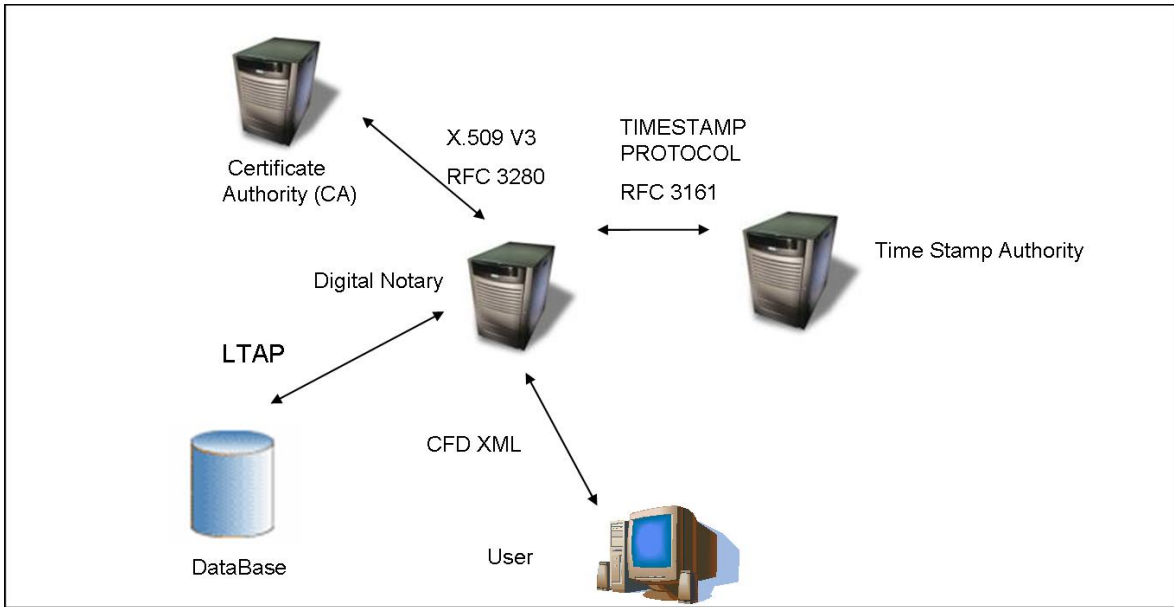 X.509 V3
RFC 3280
TIMESTAMP
PROTOCOL
RFC 3161
Certificate
Authority (CA)
Time Stamp Authority
Digital Notary
LTAP
CFD XML
DataBase
User